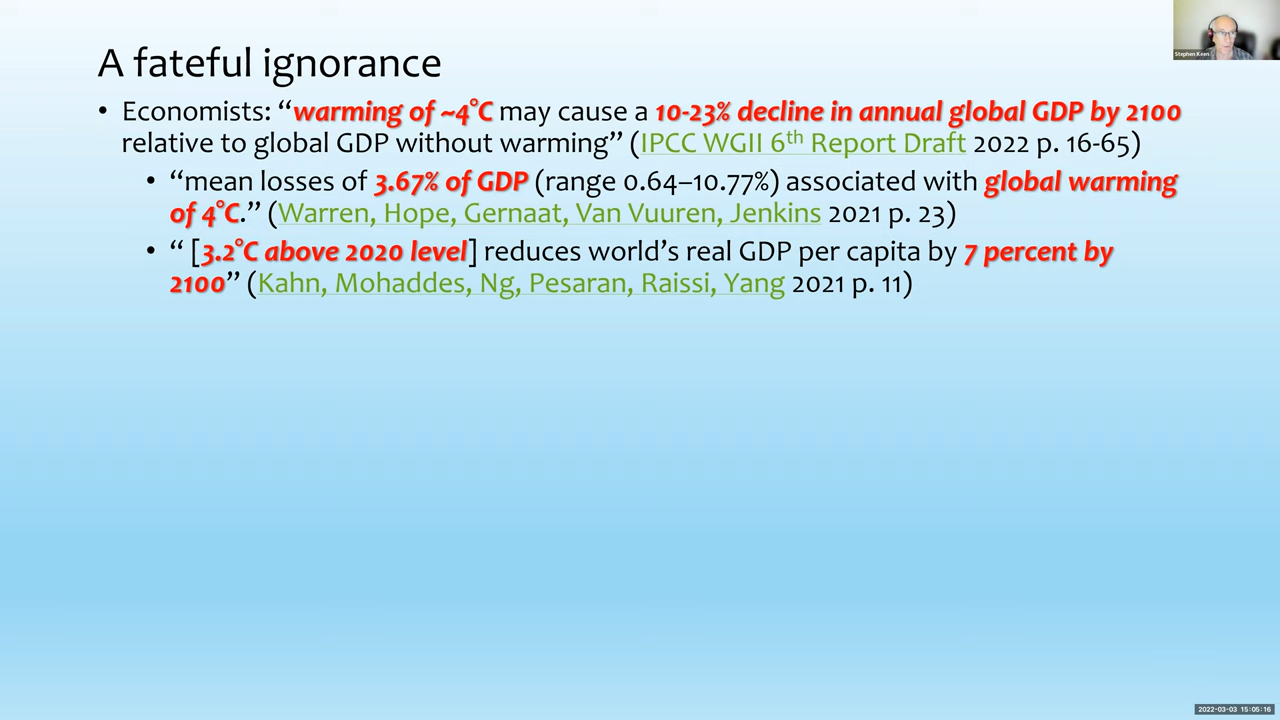 Stephen Keen
A fateful ignorance
• Economists: “warming of ~4°C may cause a 10-23% decline in annual global GDP by 2100
relative to global GDP without warming” (IPCC WGII 6th Report Draft 2022 p. 16-65)
• “mean losses of 3.67% of GDP (range 0.64–10.77%) associated with global warming
of 4°C.” (Warren, Hope, Gernaat, Van Vuuren, Jenkins 2021 p. 23)
• “ [3.2°C above 2020 level] reduces world’s real GDP per capita by 7 percent by
2100” (Kahn, Mohaddes, Ng, Pesaran, Raissi, Yang 2021 p. 11)
2022-03-03 15:05:16